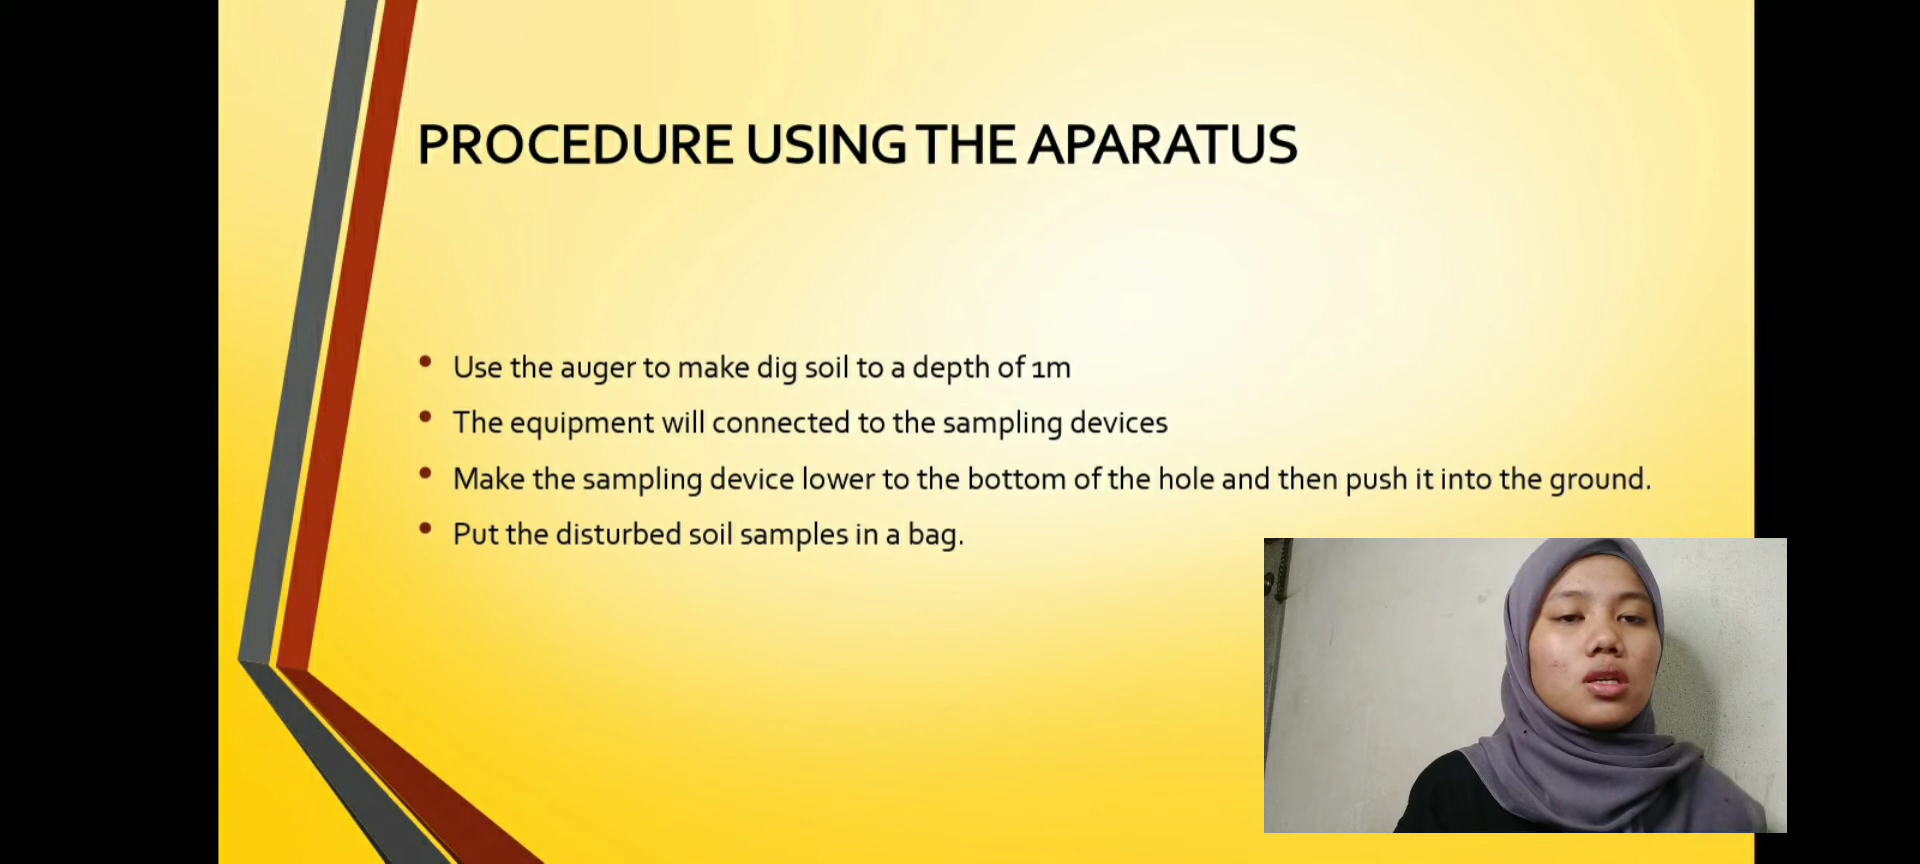 PROCEDURE USING THE APARATUS
• Use the auger to make dig soil to a depth of 1m
• The equipment will connected to the sampling devices
• Make the sampling device lower to the bottom of the hole and then push it into the ground.
• Put the disturbed soil samples in a bag.